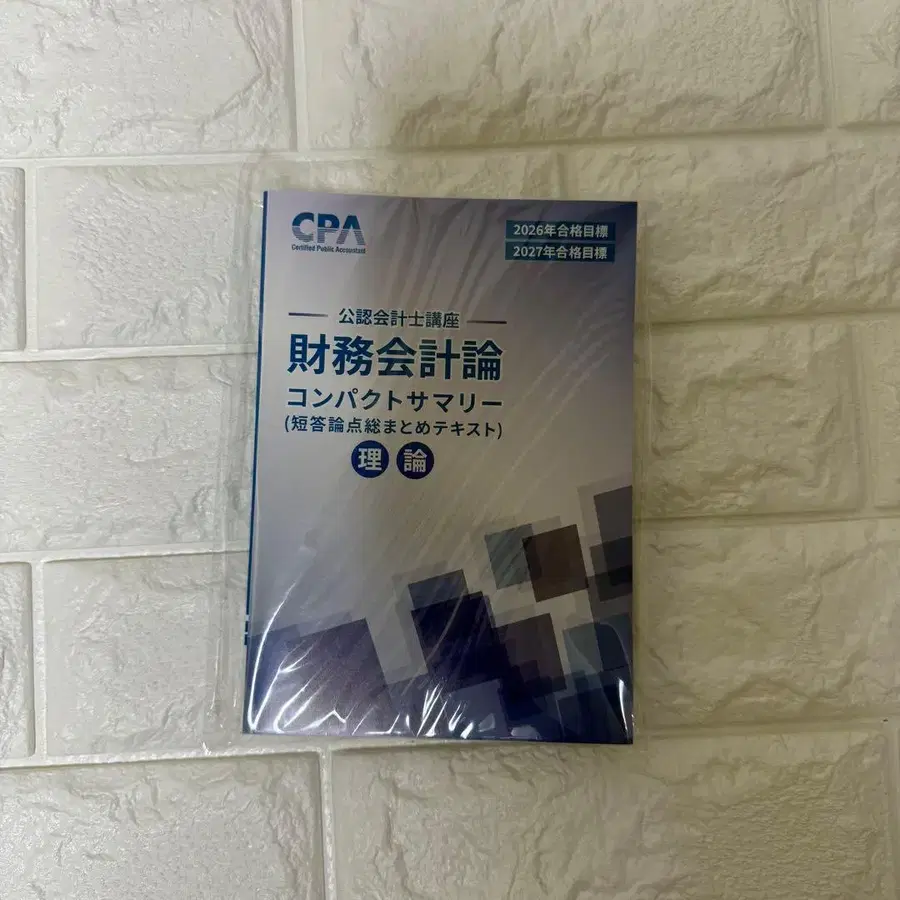 CPA
Certified Public Accountant
2026年合格目標
2027年合格目標
公認会計士講座
財務会計論
コンパクトサマリー
(短答論点総まとめテキスト)
理論